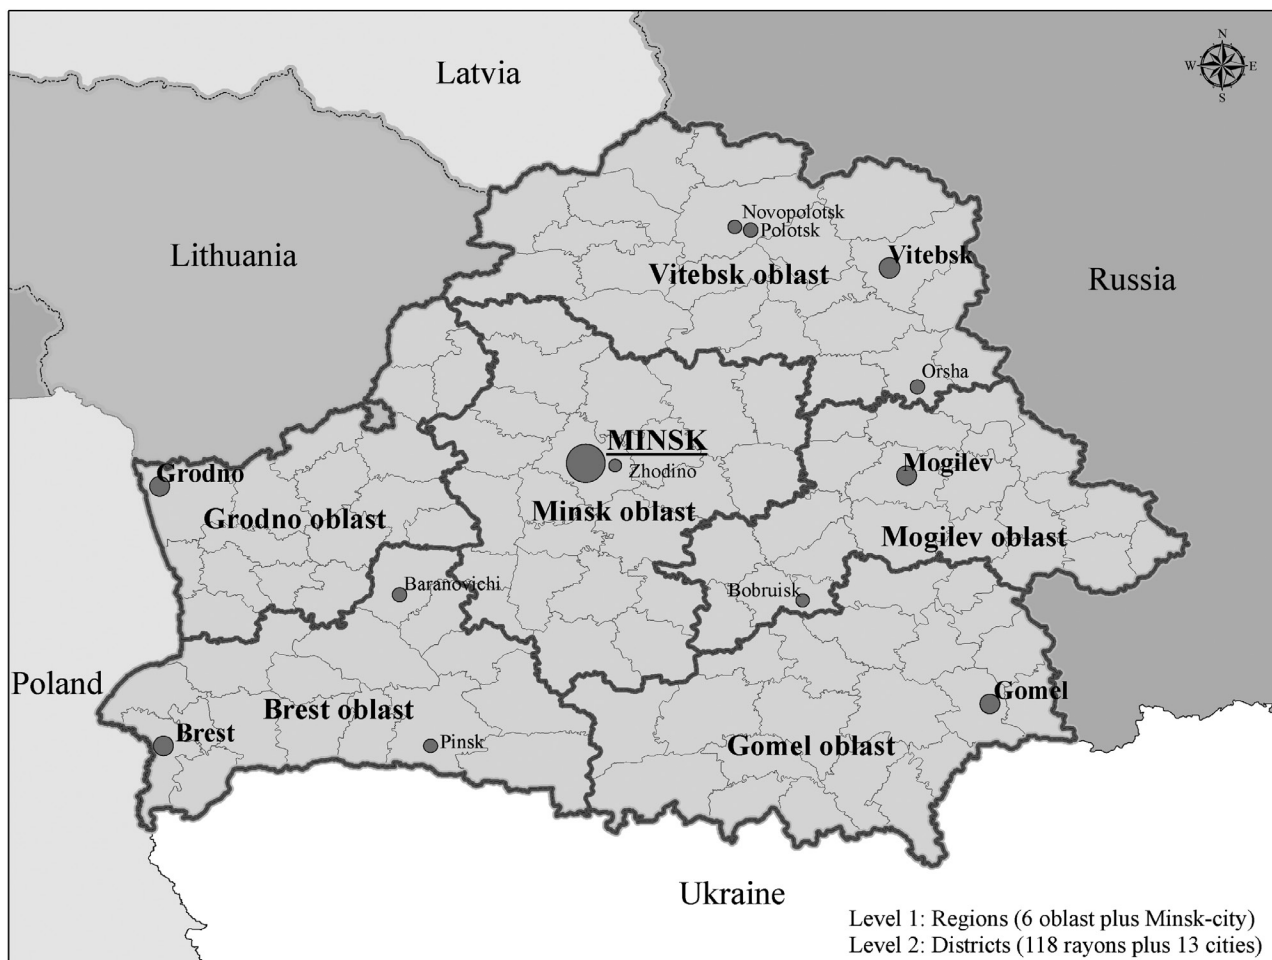 N
Latvia
W
E
S
Novopolotsk
Polotsk
Lithuania
Vitebsk
Vitebsk oblast
Russia
Orsha
MINSK
Mogilev
Zhodino
Grodno
Grodno oblast
Minsk oblast
Mogilev oblast
Baranovichi
Bobruisk
Poland
Gomel
Brest oblast
Brest
Pinsk
Gomel oblast
Ukraine
Level 1: Regions (6 oblast plus Minsk-city)
Level 2: Districts (118 rayons plus 13 cities)